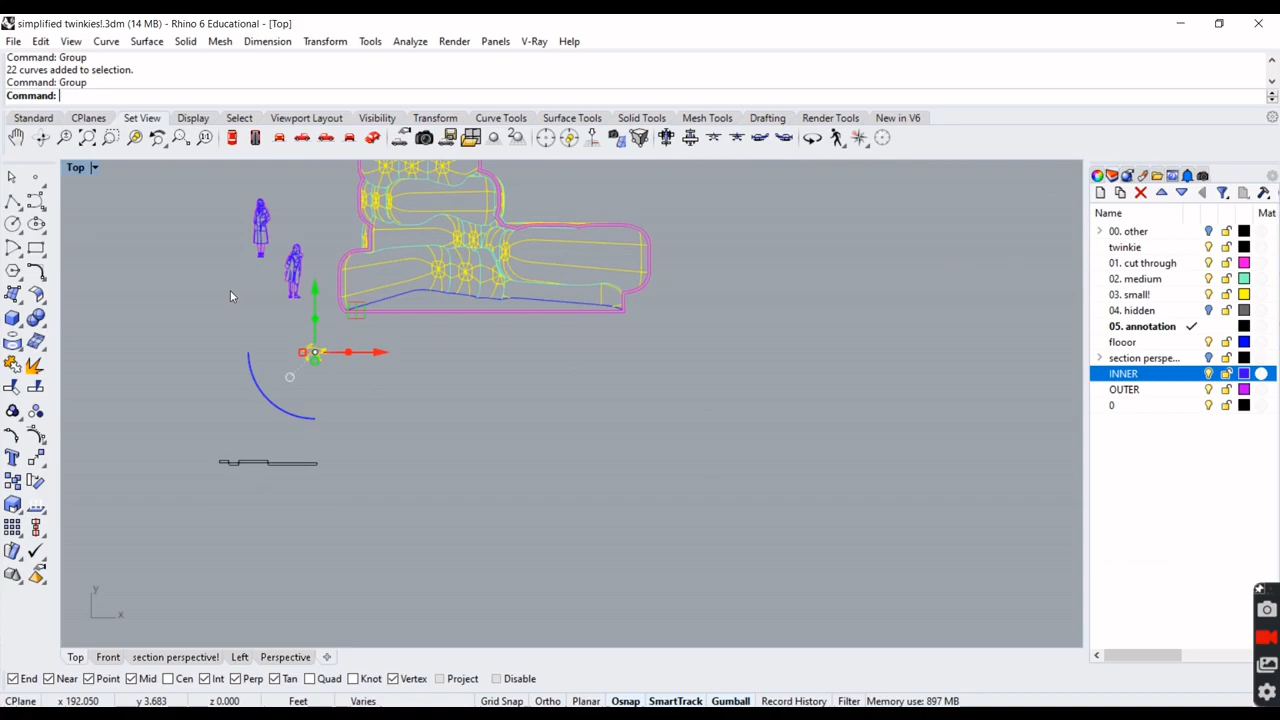 simplified twinkies!.3dm (14 MB) - Rhino 6 Educational - [Top]
File Edit View Curve Surface Solid Mesh Dimension Transform Tools Analyze Render Panels V-Ray Help
Command: Group
22 curves added to selection.
Command: Group
Command:
Standard CPlanes Set View Display Select Viewport Layout Visibility Transform Curve Tools Surface Tools Solid Tools Mesh Tools Drafting Render Tools New in V6
Top
Name Mat
00. other
twinkie
01. cut through
02. medium
03. small!
04. hidden
05. annotation
flooor
section perspe...
INNER
OUTER
0
y
x
Top Front section perspective! Left Perspective
End Near Point Mid Cen Int Perp Tan Quad Knot Vertex Project Disable
CPlane x 192.050 y 3.683 z 0.000 Feet Varies Grid Snap Ortho Planar Osnap SmartTrack Gumball Record History Filter Memory use: 897 MB